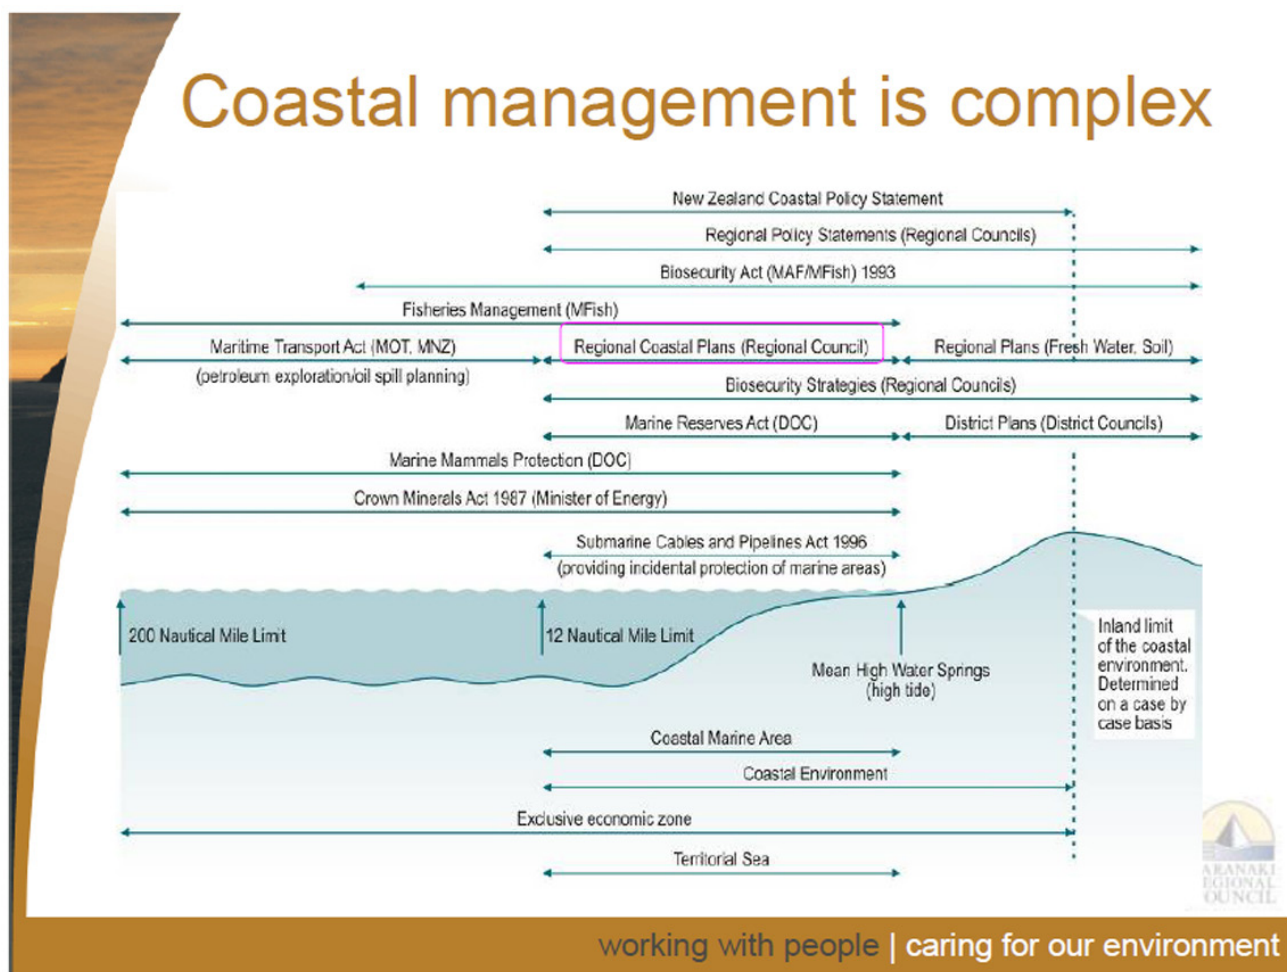 Coastal management is complex
New Zealand Coastal Policy Statement
Regional Policy Statements (Regional Councils)
Biosecurity Act (MAF/MFish) 1993
Fisheries Management (MFish)
Maritime Transport Act (MOT, MNZ)
(petroleum exploration/oil spill planning)
Regional Coastal Plans (Regional Council)
Regional Plans (Fresh Water, Soil)
Biosecurity Strategies (Regional Councils)
Marine Reserves Act (DOC)
District Plans (District Councils)
Marine Mammals Protection (DOC)
Crown Minerals Act 1987 (Minister of Energy)
Submarine Cables and Pipelines Act 1996
(providing incidental protection of marine areas)
200 Nautical Mile Limit
12 Nautical Mile Limit
Mean High Water Springs
(high tide)
Inland limit
of the coastal
environment.
Determined
on a case by
case basis
Coastal Marine Area
Coastal Environment
Exclusive economic zone
Territorial Sea
ARANAKI
EGIONAL
OUNCIL
working with people | caring for our environment